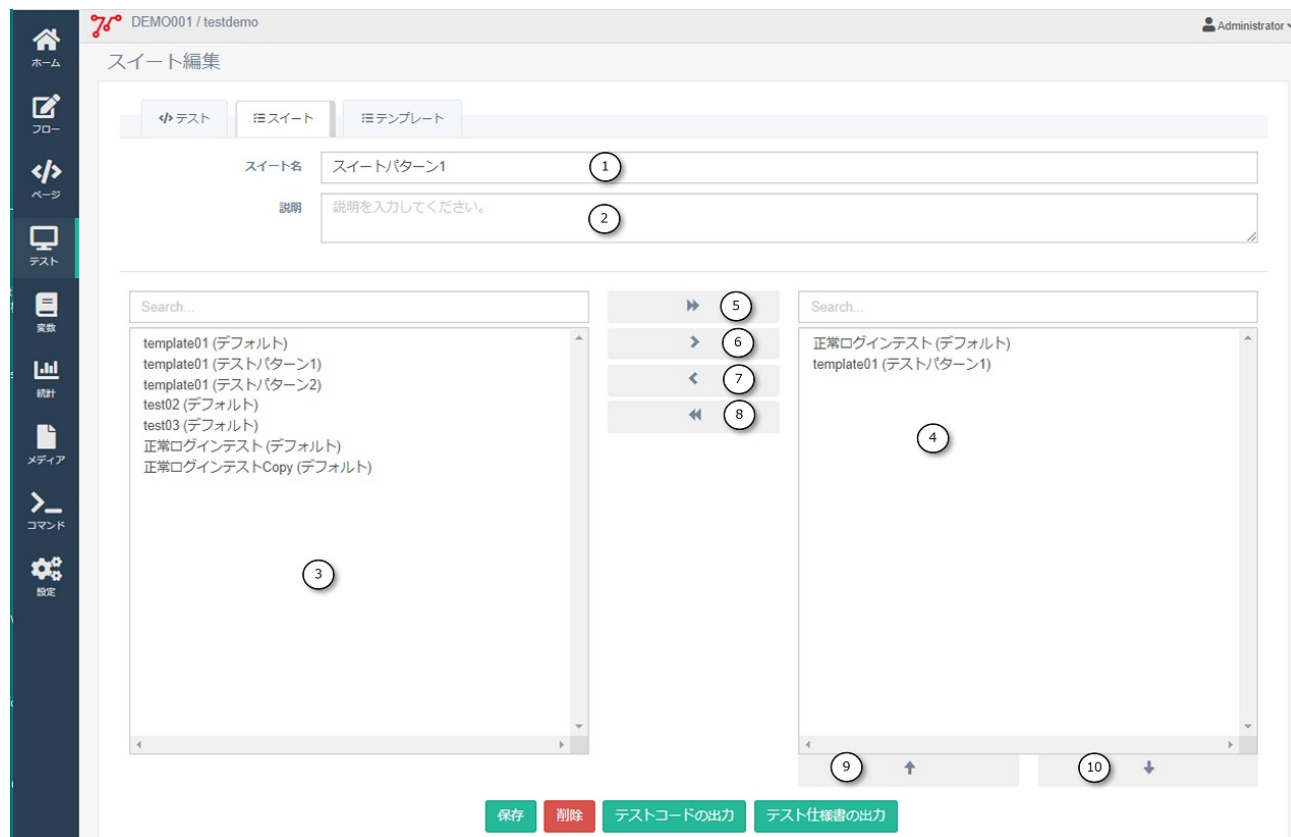 DEMO001 / testdemo
Administrator
スイート編集
ホーム
フロー
ページ
テスト
変数
統計
メディア
コマンド
設定
テスト
スイート
テンプレート
スイート名
スイートパターン1
1
説明
説明を入力してください。
2
Search...
5
Search...
template01 (デフォルト)
template01 (テストパターン1)
template01 (テストパターン2)
test02 (デフォルト)
test03 (デフォルト)
正常ログインテスト (デフォルト)
正常ログインテストCopy (デフォルト)
3
6
7
8
正常ログインテスト (デフォルト)
template01 (テストパターン1)
4
9
10
保存
削除
テストコードの出力
テスト仕様書の出力